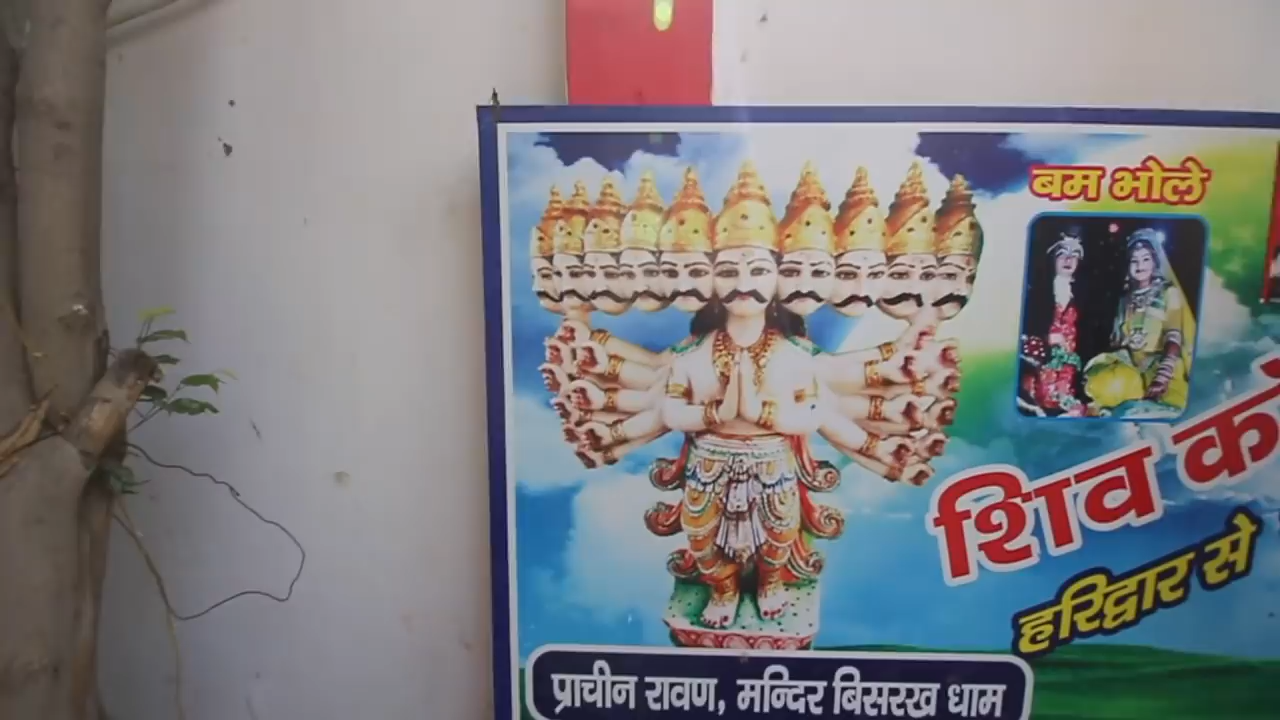 बम भोले
शिव
हरिद्वार से
प्राचीन रावण, मन्दिर बिसरख धाम